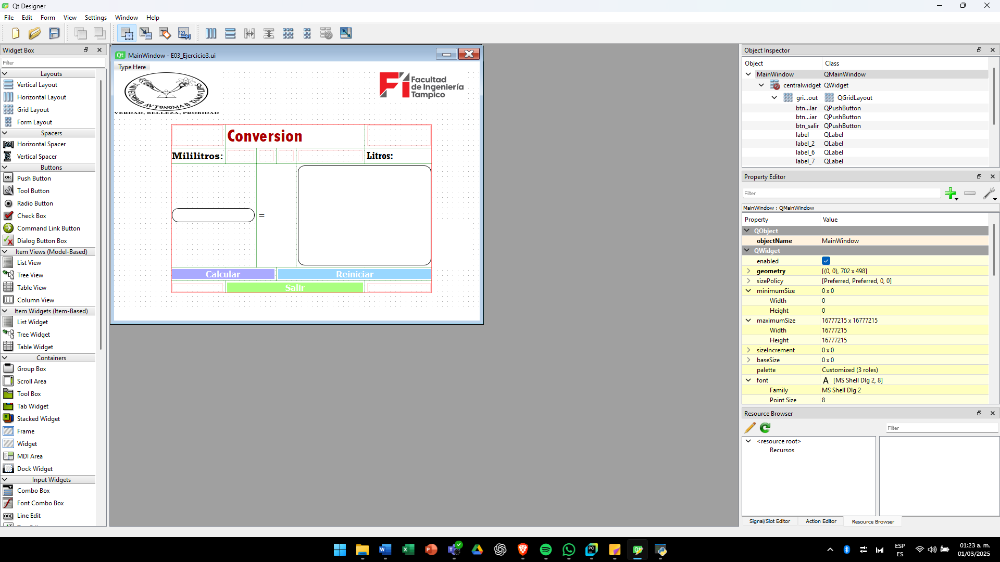 Qt Designer
File Edit Form View Settings Window Help
Widget Box
Filter
Layouts
Vertical Layout
Horizontal Layout
Grid Layout
Form Layout
Spacers
Horizontal Spacer
Vertical Spacer
Buttons
Push Button
Tool Button
Radio Button
Check Box
Command Link Button
Dialog Button Box
Item Views (Model-Based)
List View
Tree View
Table View
Column View
Item Widgets (Item-Based)
List Widget
Tree Widget
Table Widget
Containers
Group Box
Scroll Area
Tool Box
Tab Widget
Stacked Widget
Frame
Widget
MDI Area
Dock Widget
Input Widgets
Combo Box
Font Combo Box
Line Edit
MainWindow - E03_Ejercicio3.ui
Type Here
VERDAD, BELLEZA, PROBIDAD
Facultad
de Ingeniería
Tampico
Conversion
Mililitros: Litros:
=
Calcular Reiniciar
Salir
Object Inspector
Object Class
MainWindow QMainWindow
centralwidget QWidget
gri...out QGridLayout
btn...lar QPushButton
btn...iar QPushButton
btn_salir QPushButton
label QLabel
label_2 QLabel
label_6 QLabel
label_7 QLabel
Property Editor
Filter
MainWindow : QMainWindow
Property Value
QObject
objectName MainWindow
QWidget
enabled
geometry [(0, 0), 702 x 498]
sizePolicy [Preferred, Preferred, 0, 0]
minimumSize 0 x 0
Width 0
Height 0
maximumSize 16777215 x 16777215
Width 16777215
Height 16777215
sizeIncrement 0 x 0
baseSize 0 x 0
palette Customized (3 roles)
font A [MS Shell Dlg 2, 8]
Family MS Shell Dlg 2
Point Size 8
Resource Browser
Filter
<resource root>
Recursos
Signal/Slot Editor Action Editor Resource Browser
ESP
ES
01:23 a. m.
01/03/2025